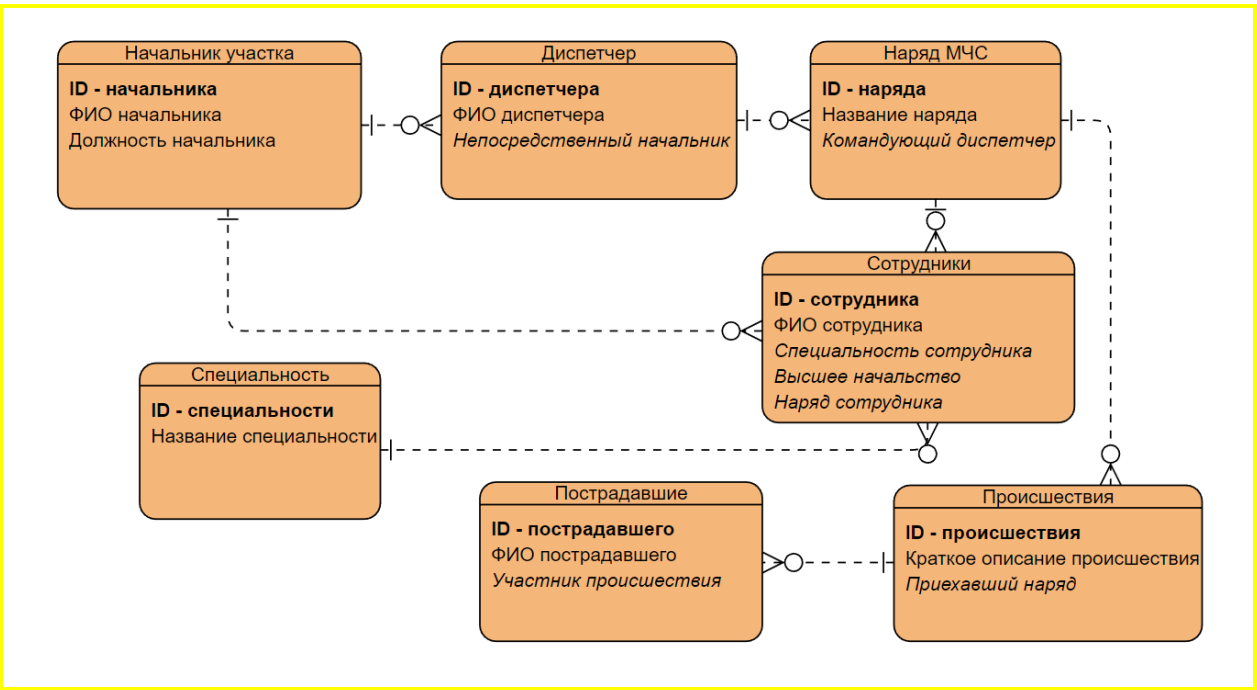 Начальник участка
ID - начальника
ФИО начальника
Должность начальника
Диспетчер
ID - диспетчера
ФИО диспетчера
Непосредственный начальник
Наряд МЧС
ID - наряда
Название наряда
Командующий диспетчер
Сотрудники
ID - сотрудника
ФИО сотрудника
Специальность сотрудника
Высшее начальство
Наряд сотрудника
Специальность
ID - специальности
Название специальности
Пострадавшие
ID - пострадавшего
ФИО пострадавшего
Участник происшествия
Происшествия
ID - происшествия
Краткое описание происшествия
Приехавший наряд